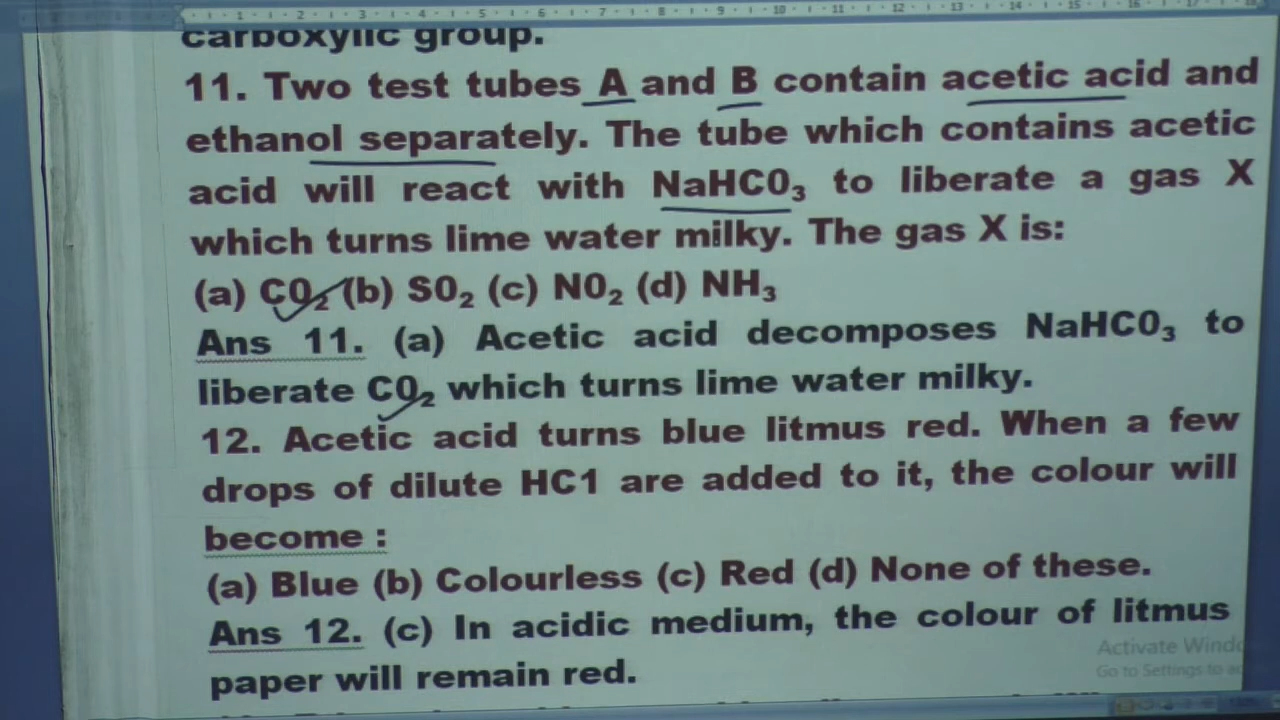 carboxylic group.
11. Two test tubes A and B contain acetic acid and
ethanol separately. The tube which contains acetic
acid will react with NaHC0₃ to liberate a gas X
which turns lime water milky. The gas X is:
(a) C0₂ (b) S0₂ (c) N0₂ (d) NH₃
Ans 11. (a) Acetic acid decomposes NaHC0₃ to
liberate C0₂ which turns lime water milky.
12. Acetic acid turns blue litmus red. When a few
drops of dilute HC1 are added to it, the colour will
become :
(a) Blue (b) Colourless (c) Red (d) None of these.
Ans 12. (c) In acidic medium, the colour of litmus
paper will remain red.
Activate Windo
Go to Settings to ac